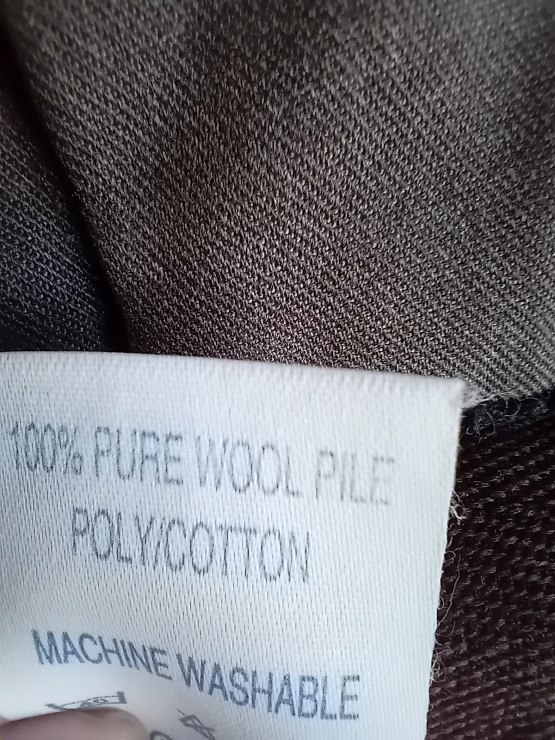 100% PURE WOOL PILE
POLY/COTTON
MACHINE WASHABLE